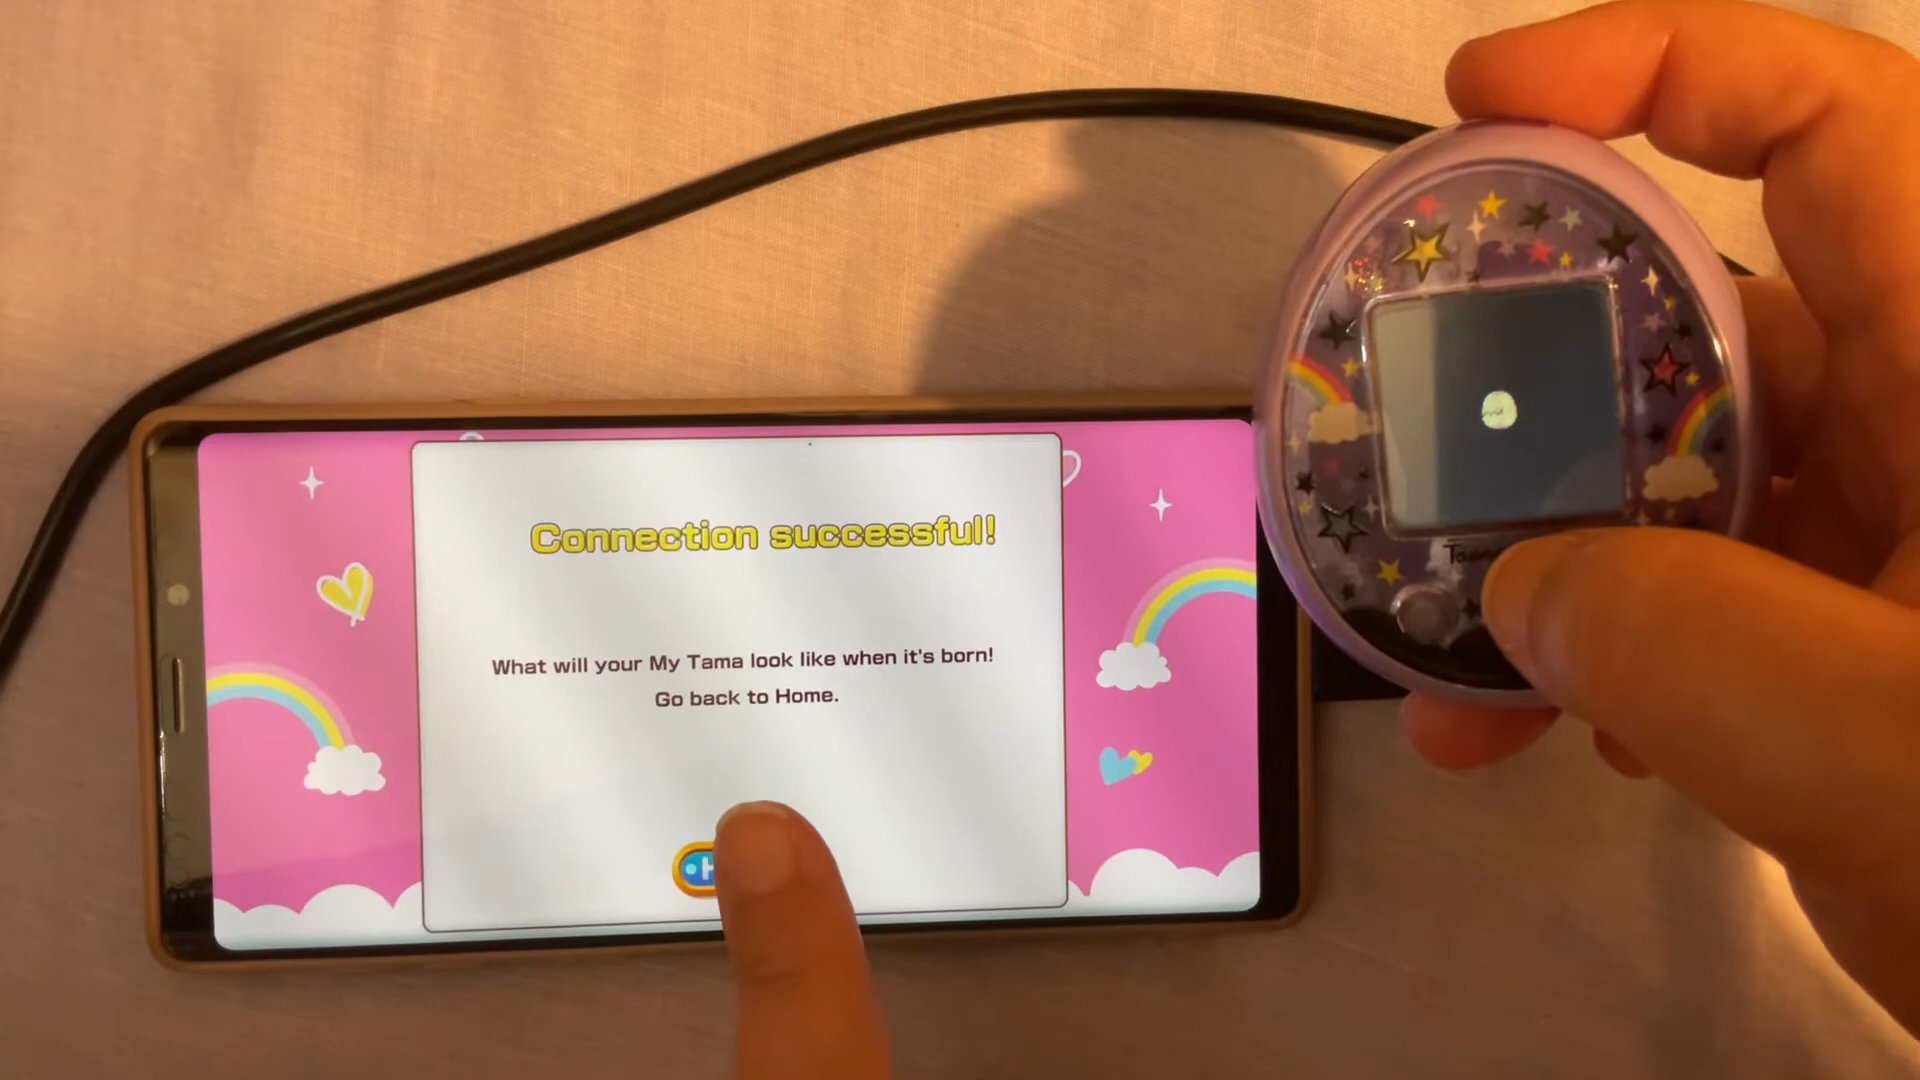 Connection successful!
What will your My Tama look like when it's born!
Go back to Home.